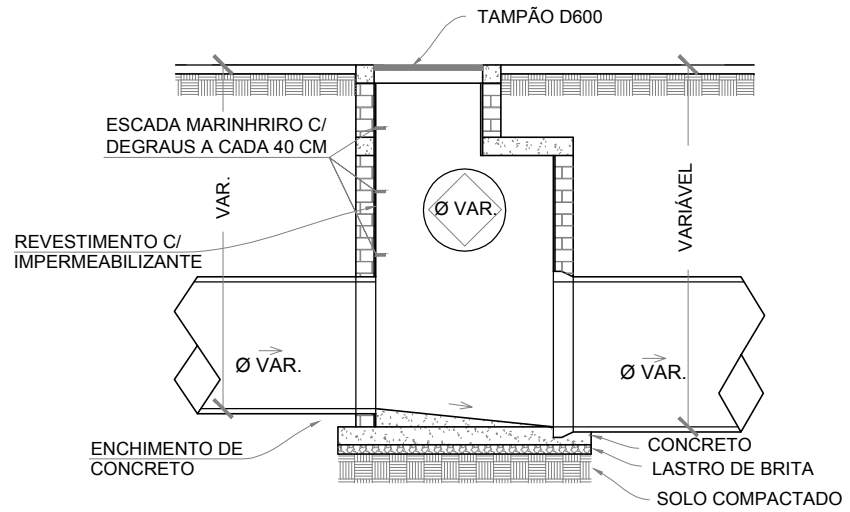 TAMPÃO D600
ESCADA MARINHRIRO C/
DEGRAUS A CADA 40 CM
VAR.
VARIÁVEL
Ø VAR.
REVESTIMENTO C/
IMPERMEABILIZANTE
Ø VAR.
Ø VAR.
ENCHIMENTO DE
CONCRETO
CONCRETO
LASTRO DE BRITA
SOLO COMPACTADO